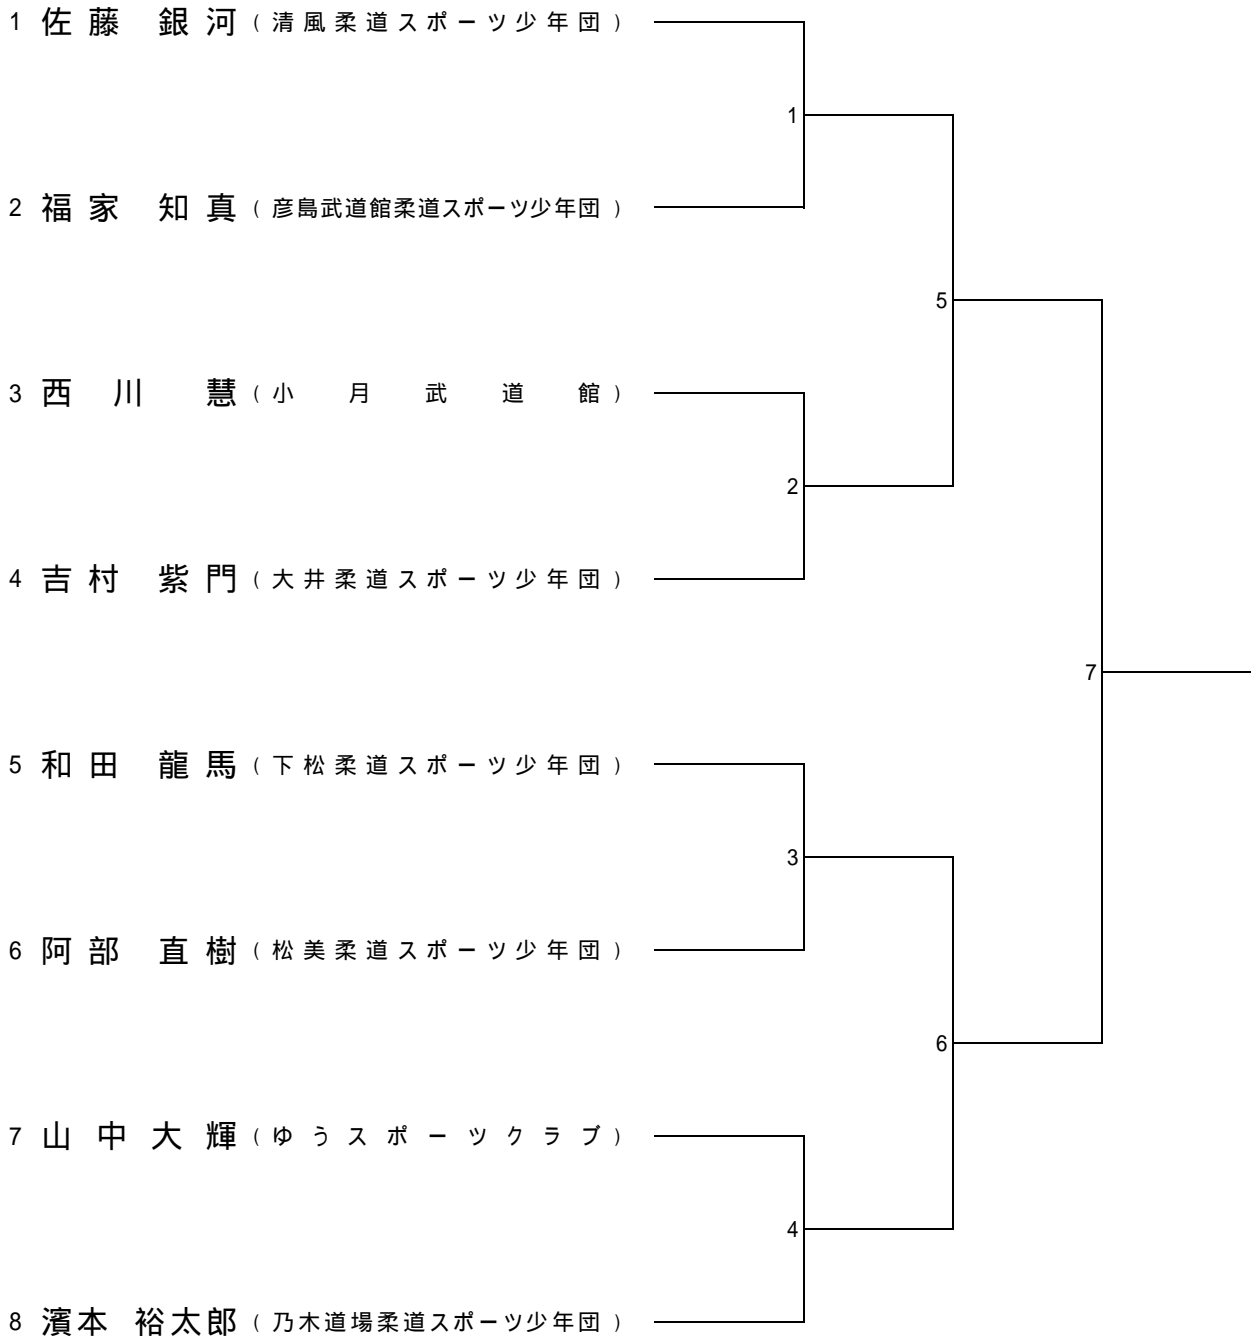 1 佐藤 銀河 (清風柔道スポーツ少年団)
1
2 福家 知真 (彦島武道館柔道スポーツ少年団)
5
3 西川 慧 (小月武道館)
2
4 吉村 紫門 (大井柔道スポーツ少年団)
7
5 和田 龍馬 (下松柔道スポーツ少年団)
3
6 阿部 直樹 (松美柔道スポーツ少年団)
6
7 山中大輝 (ゆうスポーツクラブ)
4
8 濱本 裕太郎 (乃木道場柔道スポーツ少年団)